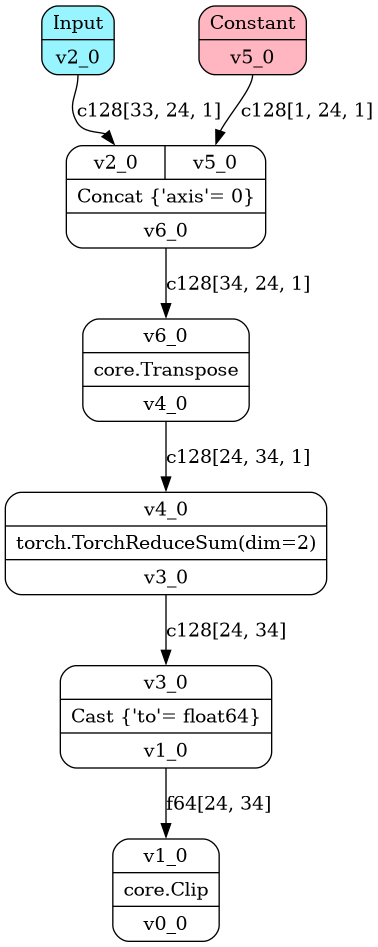 Input
v2_0
Constant
v5_0
c128[33, 24, 1]
c128[1, 24, 1]
v2_0
v5_0
Concat {'axis'= 0}
v6_0
c128[34, 24, 1]
v6_0
core.Transpose
v4_0
c128[24, 34, 1]
v4_0
torch.TorchReduceSum(dim=2)
v3_0
c128[24, 34]
v3_0
Cast {'to'= float64}
v1_0
f64[24, 34]
v1_0
core.Clip
v0_0